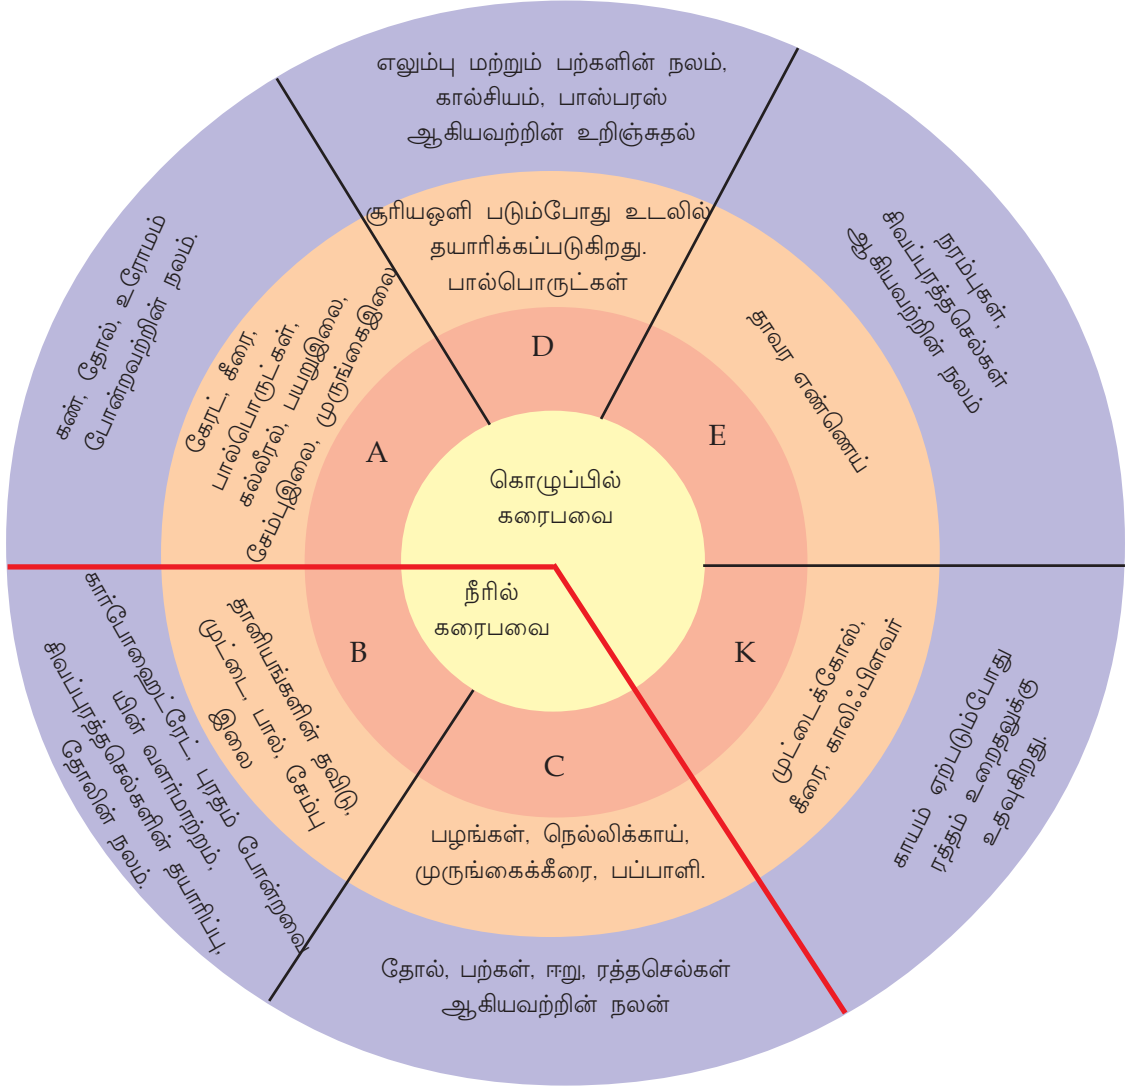 எலும்பு மற்றும் பற்களின் நலம்,
கால்சியம், பாஸ்பரஸ்
ஆகியவற்றின் உறிஞ்சுதல்
சூரியஒளி படும்போது உடலில்
தயாரிக்கப்படுகிறது.
பால்பொருட்கள்
D
நரம்புகள்,
சிவப்புரத்தசெல்கள்
ஆகியவற்றின் நலம்
தாவர எண்ணெய்
E
கண், தோல், உரோமம்
போன்றவற்றின் நலம்.
கேரட், கீரை,
பால்பொருட்கள்,
கல்லீரல், பயறுஇலை,
சேம்புஇலை, முருங்கைஇலை
A
கொழுப்பில்
கரைபவை
நீரில்
கரைபவை
B
தானியங்களின் தவிடு,
முட்டை, பால், சேம்பு
இலை
கார்போஹைட்ரேட், புரதம் போன்றவை
யின் வளர்மாற்றம்,
சிவப்புரத்தசெல்களின் தயாரிப்பு,
தோலின் நலம்.
K
முட்டைக்கோஸ்,
கீரை, காலிஃபிளவர்
காயம் ஏற்படும்போது
ரத்தம் உறைதலுக்கு
உதவுகிறது.
C
பழங்கள், நெல்லிக்காய்,
முருங்கைக்கீரை, பப்பாளி.
தோல், பற்கள், ஈறு, ரத்தசெல்கள்
ஆகியவற்றின் நலன்